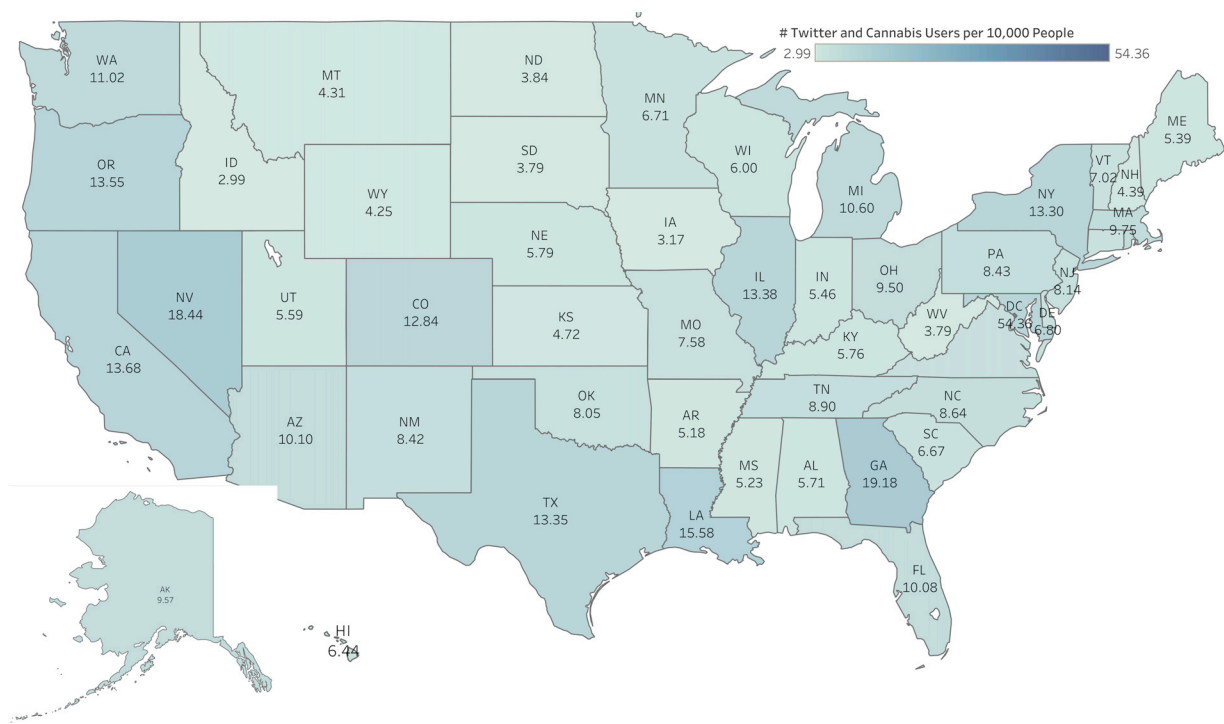 # Twitter and Cannabis Users per 10,000 People
2.99 54.36
WA
11.02
MT
4.31
ND
3.84
MN
6.71
ME
5.39
OR
13.55
ID
2.99
WY
4.25
SD
3.79
WI
6.00
MI
10.60
NY
13.30
VT
7.02
NH
4.39
MA
9.75
IA
3.17
NE
5.79
NV
18.44
UT
5.59
CO
12.84
KS
4.72
MO
7.58
IL
13.38
IN
5.46
OH
9.50
PA
8.43
NJ
8.14
DC
54.36
DE
6.80
WV
3.79
KY
5.76
CA
13.68
AZ
10.10
NM
8.42
OK
8.05
AR
5.18
TN
8.90
NC
8.64
SC
6.67
MS
5.23
AL
5.71
GA
19.18
TX
13.35
LA
15.58
FL
10.08
AK
9.57
HI
6.44